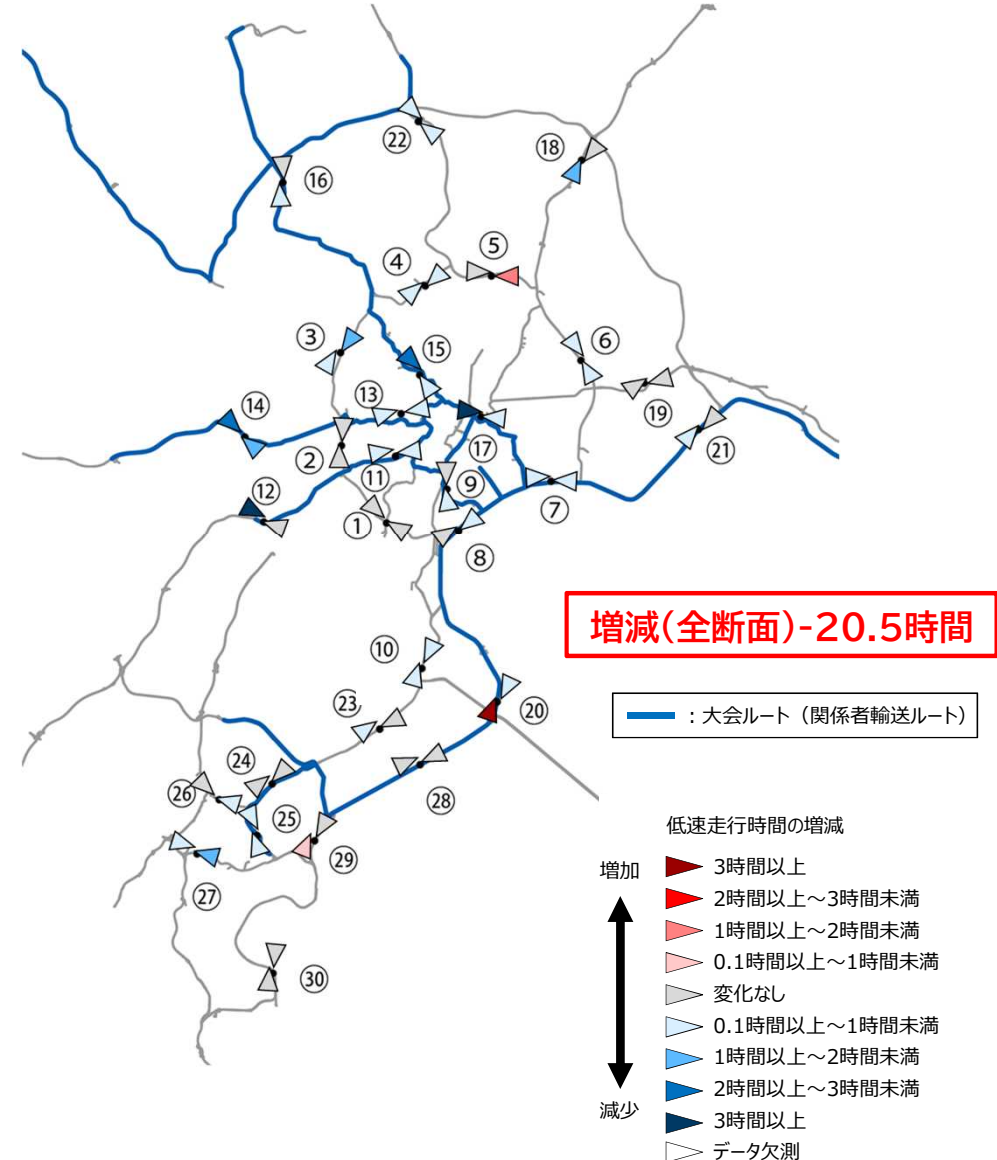 ㉒
⑱
⑯
⑤
④
③
⑥
⑮
⑬
⑭
⑲
⑰
㉑
②
⑪
⑨
⑫
⑦
①
⑧
増減(全断面)-20.5時間
⑩
：大会ルート（関係者輸送ルート）
㉓
⑳
㉔
㉘
㉖
㉕
㉙
㉗
㉚
低速走行時間の増減
増加
3時間以上
2時間以上～3時間未満
1時間以上～2時間未満
0.1時間以上～1時間未満
変化なし
0.1時間以上～1時間未満
1時間以上～2時間未満
2時間以上～3時間未満
減少
3時間以上
データ欠測